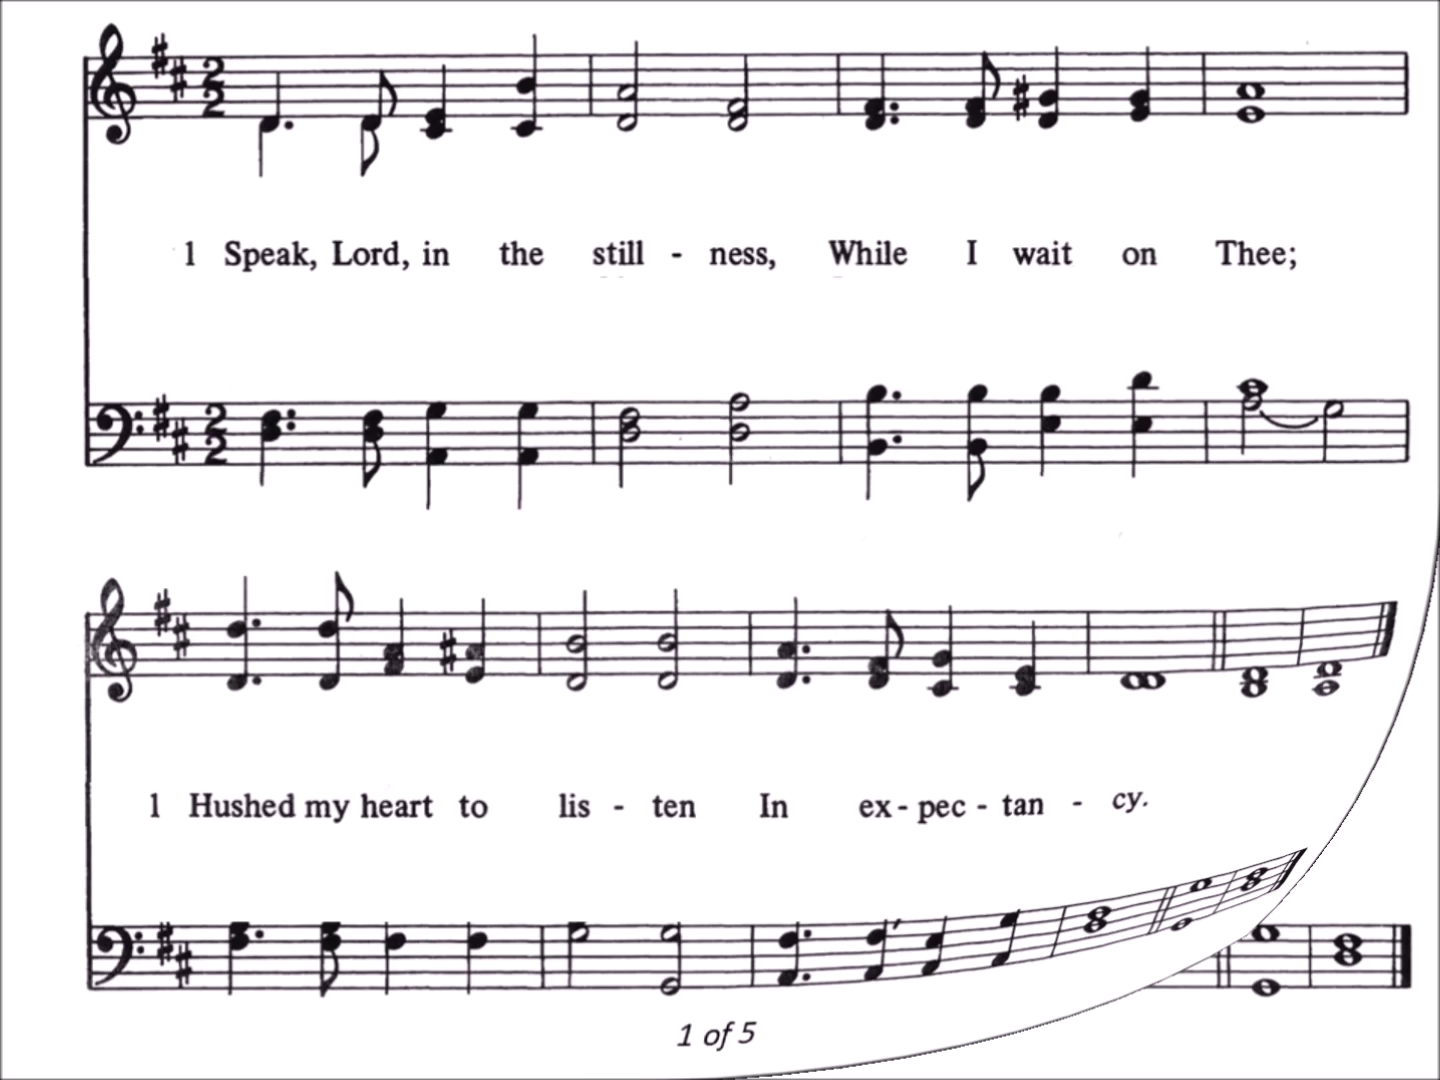 1 Speak, Lord, in the still - ness, While I wait on Thee;
1 Hushed my heart to lis - ten In ex - pec - tan - cy.
1 of 5